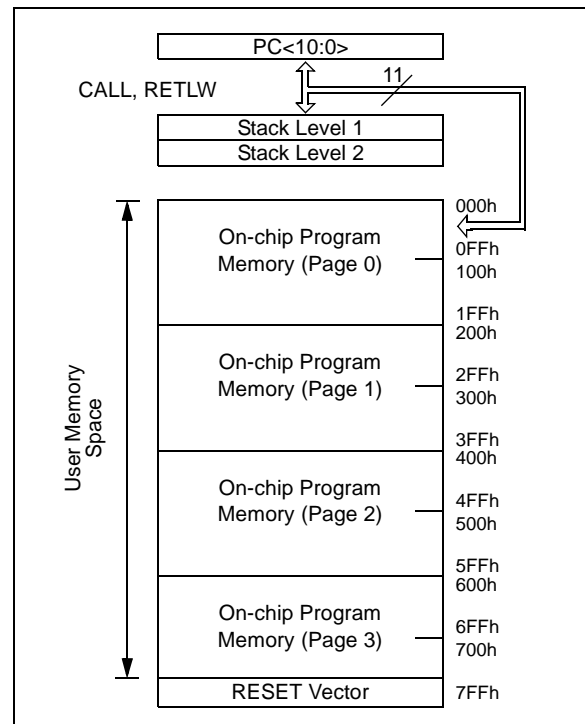 PC<10:0>
CALL, RETLW
11
Stack Level 1
Stack Level 2
000h
On-chip Program
Memory (Page 0)
0FFh
100h
1FFh
200h
On-chip Program
Memory (Page 1)
2FFh
300h
3FFh
400h
On-chip Program
Memory (Page 2)
4FFh
500h
5FFh
600h
On-chip Program
Memory (Page 3)
6FFh
700h
RESET Vector
7FFh
User Memory
Space